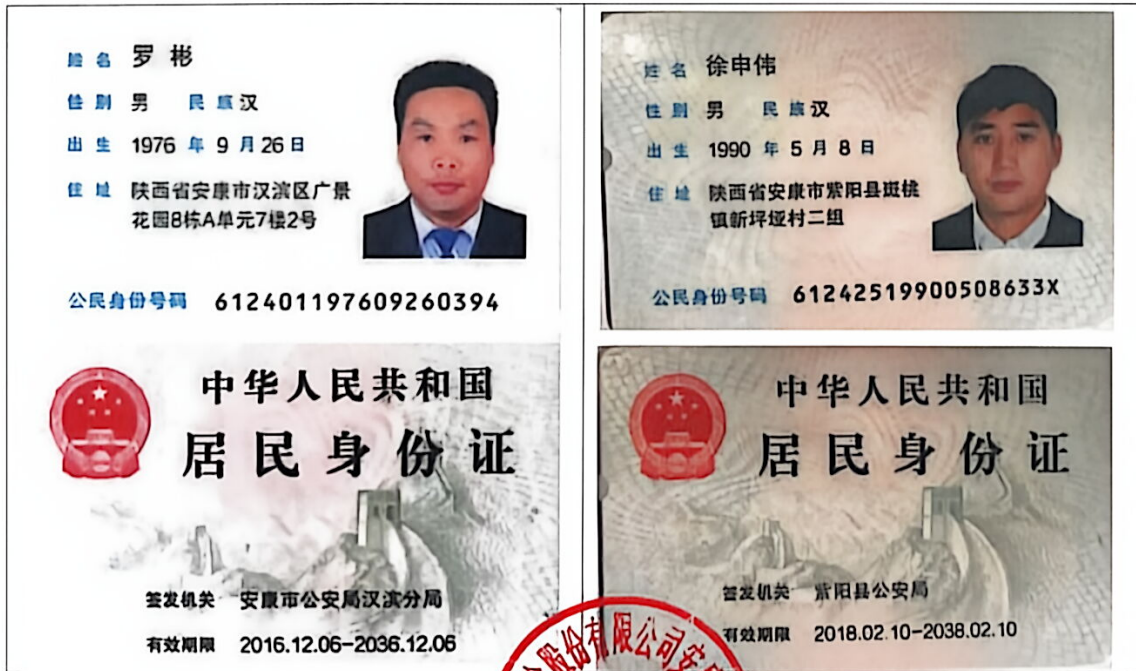 姓名 罗彬
性别 男 民族 汉
出生 1976 年 9 月 26 日
住址 陕西省安康市汉滨区广景
花园8栋A单元7楼2号
公民身份号码 612401197609260394
中华人民共和国
居民身份证
签发机关 安康市公安局汉滨分局
有效期限 2016.12.06-2036.12.06
姓名 徐申伟
性别 男 民族 汉
出生 1990 年 5 月 8 日
住址 陕西省安康市紫阳县斑桃
镇新坪垭村二组
公民身份号码 61242519900508633X
中华人民共和国
居民身份证
签发机关 紫阳县公安局
有效期限 2018.02.10-2038.02.10
股份有限公司安